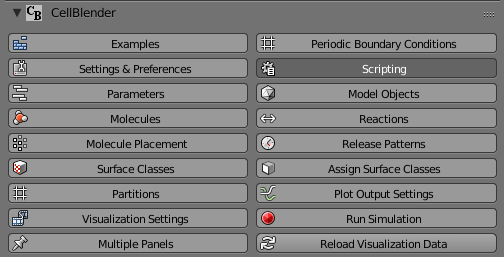 CB CellBlender
Examples
Periodic Boundary Conditions
Settings & Preferences
Scripting
Parameters
Model Objects
Molecules
Reactions
Molecule Placement
Release Patterns
Surface Classes
Assign Surface Classes
Partitions
Plot Output Settings
Visualization Settings
Run Simulation
Multiple Panels
Reload Visualization Data